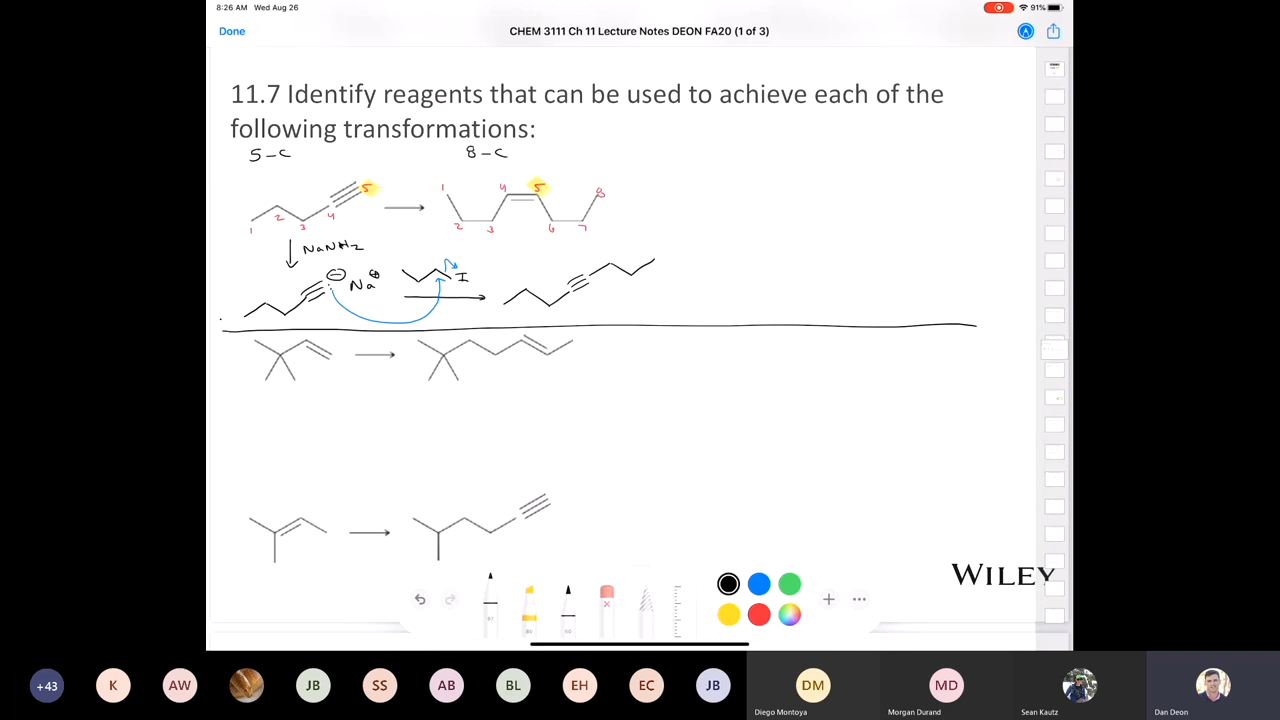 8:26 AM Wed Aug 26
91%
Done
CHEM 3111 Ch 11 Lecture Notes DEON FA20 (1 of 3)
11.7 Identify reagents that can be used to achieve each of the
following transformations:
5-C
8-C
5
4
2
1
3
1
4
5
8
2
3
6
7
NaNH2
⊖
Na⊕
I
WILEY
+43
K
AW
JB
SS
AB
BL
EH
EC
JB
DM
MD
Diego Montoya
Morgan Durand
Sean Kautz
Dan Deon